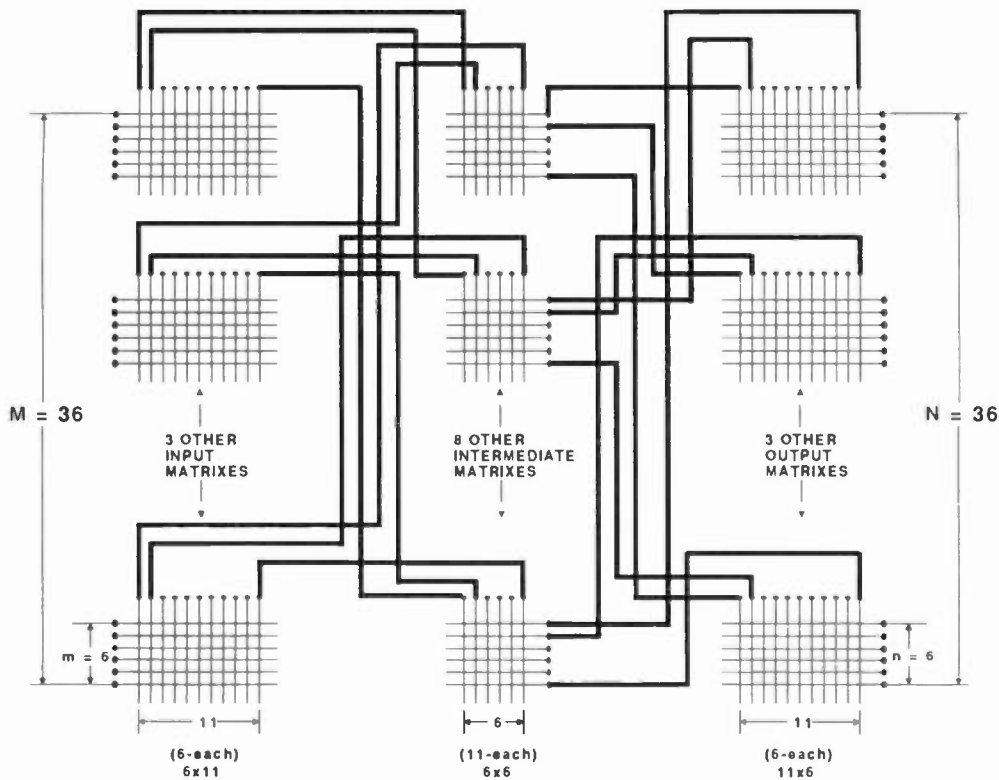 M = 36
N = 36
3 OTHER
INPUT
MATRIXES
8 OTHER
INTERMEDIATE
MATRIXES
3 OTHER
OUTPUT
MATRIXES
m = 6
n = 6
11
6
11
(6-each)
6x11
(11-each)
6x6
(6-each)
11x6